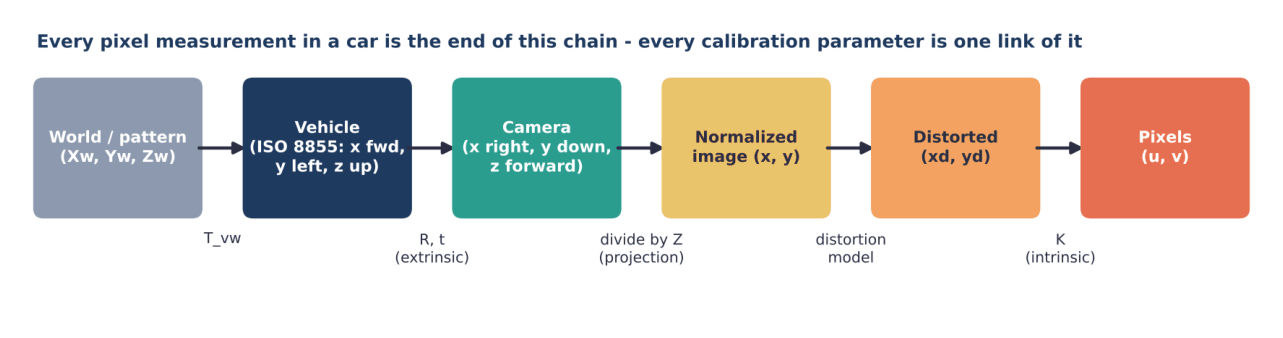 Every pixel measurement in a car is the end of this chain - every calibration parameter is one link of it
World / pattern
(Xw, Yw, Zw)
Vehicle
(ISO 8855: x fwd,
y left, z up)
Camera
(x right, y down,
z forward)
Normalized
image (x, y)
Distorted
(xd, yd)
Pixels
(u, v)
T_vw
R, t
(extrinsic)
divide by Z
(projection)
distortion
model
K
(intrinsic)